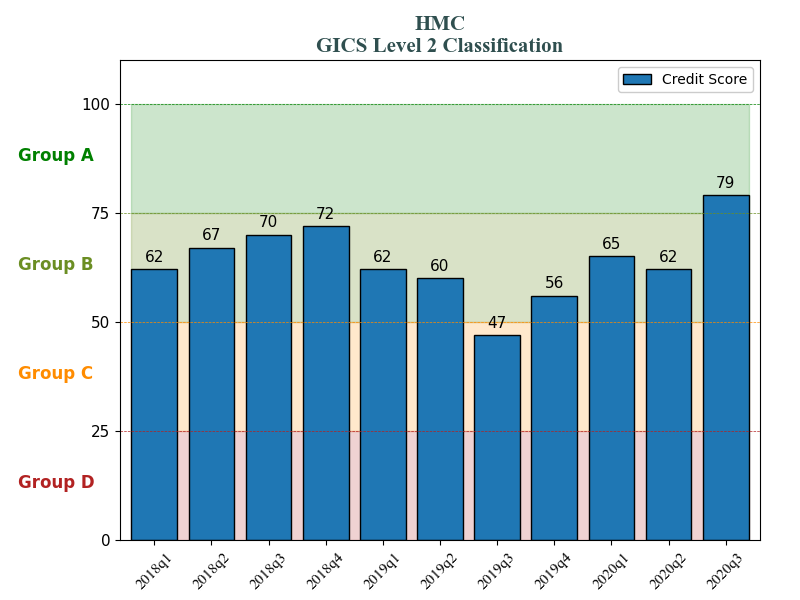 HMC
GICS Level 2 Classification
Credit Score
100
Group A
79
75
72
70
67
65
62
62
62
Group B
60
56
50
47
Group C
25
Group D
0
2018q1
2018q2
2018q3
2018q4
2019q1
2019q2
2019q3
2019q4
2020q1
2020q2
2020q3